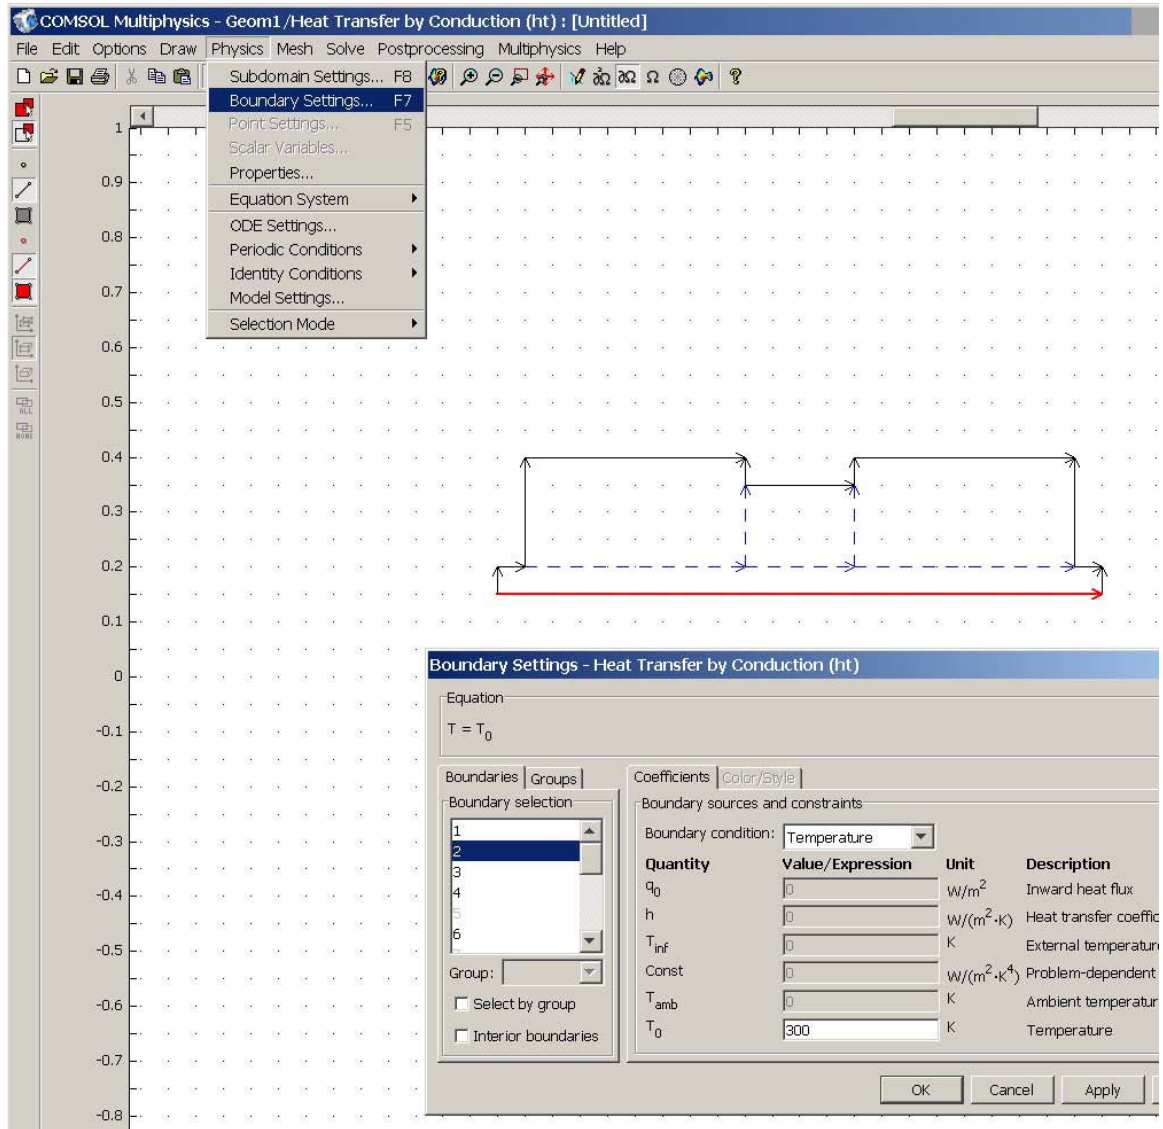 COMSOL Multiphysics - Geom1/Heat Transfer by Conduction (ht) : [Untitled]
File Edit Options Draw Physics Mesh Solve Postprocessing Multiphysics Help
Subdomain Settings... F8
Boundary Settings... F7
Point Settings... F5
Scalar Variables...
Properties...
Equation System
ODE Settings...
Periodic Conditions
Identity Conditions
Model Settings...
Selection Mode
1
0.9
0.8
0.7
0.6
0.5
0.4
0.3
0.2
0.1
0
-0.1
-0.2
-0.3
-0.4
-0.5
-0.6
-0.7
-0.8
ALL
NONE
Boundary Settings - Heat Transfer by Conduction (ht)
Equation
T = T0
Boundaries Groups
Boundary selection
1
2
3
4
5
6
Group:
Select by group
Interior boundaries
Coefficients Color/Style
Boundary sources and constraints
Boundary condition: Temperature
Quantity Value/Expression Unit Description
q0 0 W/m2 Inward heat flux
h 0 W/(m2·K) Heat transfer coeffic
Tinf 0 K External temperature
Const 0 W/(m2·K4) Problem-dependent
Tamb 0 K Ambient temperatur
T0 300 K Temperature
OK Cancel Apply